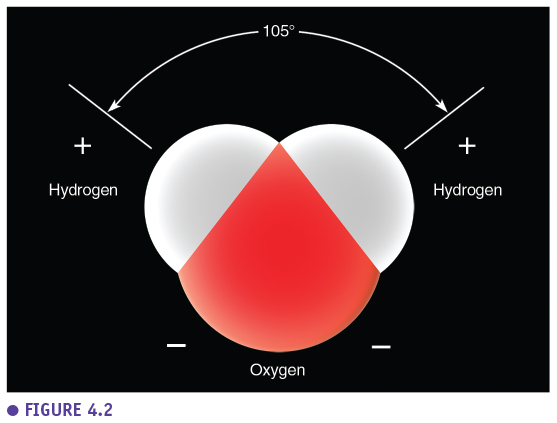 105°
+
+
Hydrogen
Hydrogen
−
−
Oxygen
● FIGURE 4.2